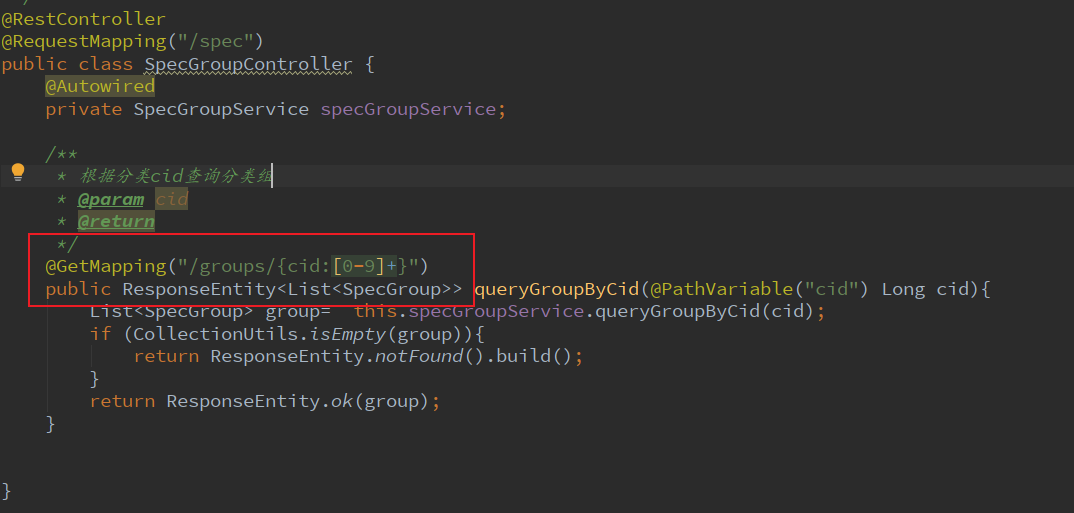 */
@RestController
@RequestMapping("/spec")
public class SpecGroupController {
    @Autowired
    private SpecGroupService specGroupService;
    /**
     * 根据分类cid查询分类组
     * @param cid
     * @return
     */
    @GetMapping("/groups/{cid:[0-9]+}")
    public ResponseEntity<List<SpecGroup>> queryGroupByCid(@PathVariable("cid") Long cid){
        List<SpecGroup> group=  this.specGroupService.queryGroupByCid(cid);
        if (CollectionUtils.isEmpty(group)){
            return ResponseEntity.notFound().build();
        }
        return ResponseEntity.ok(group);
    }
}